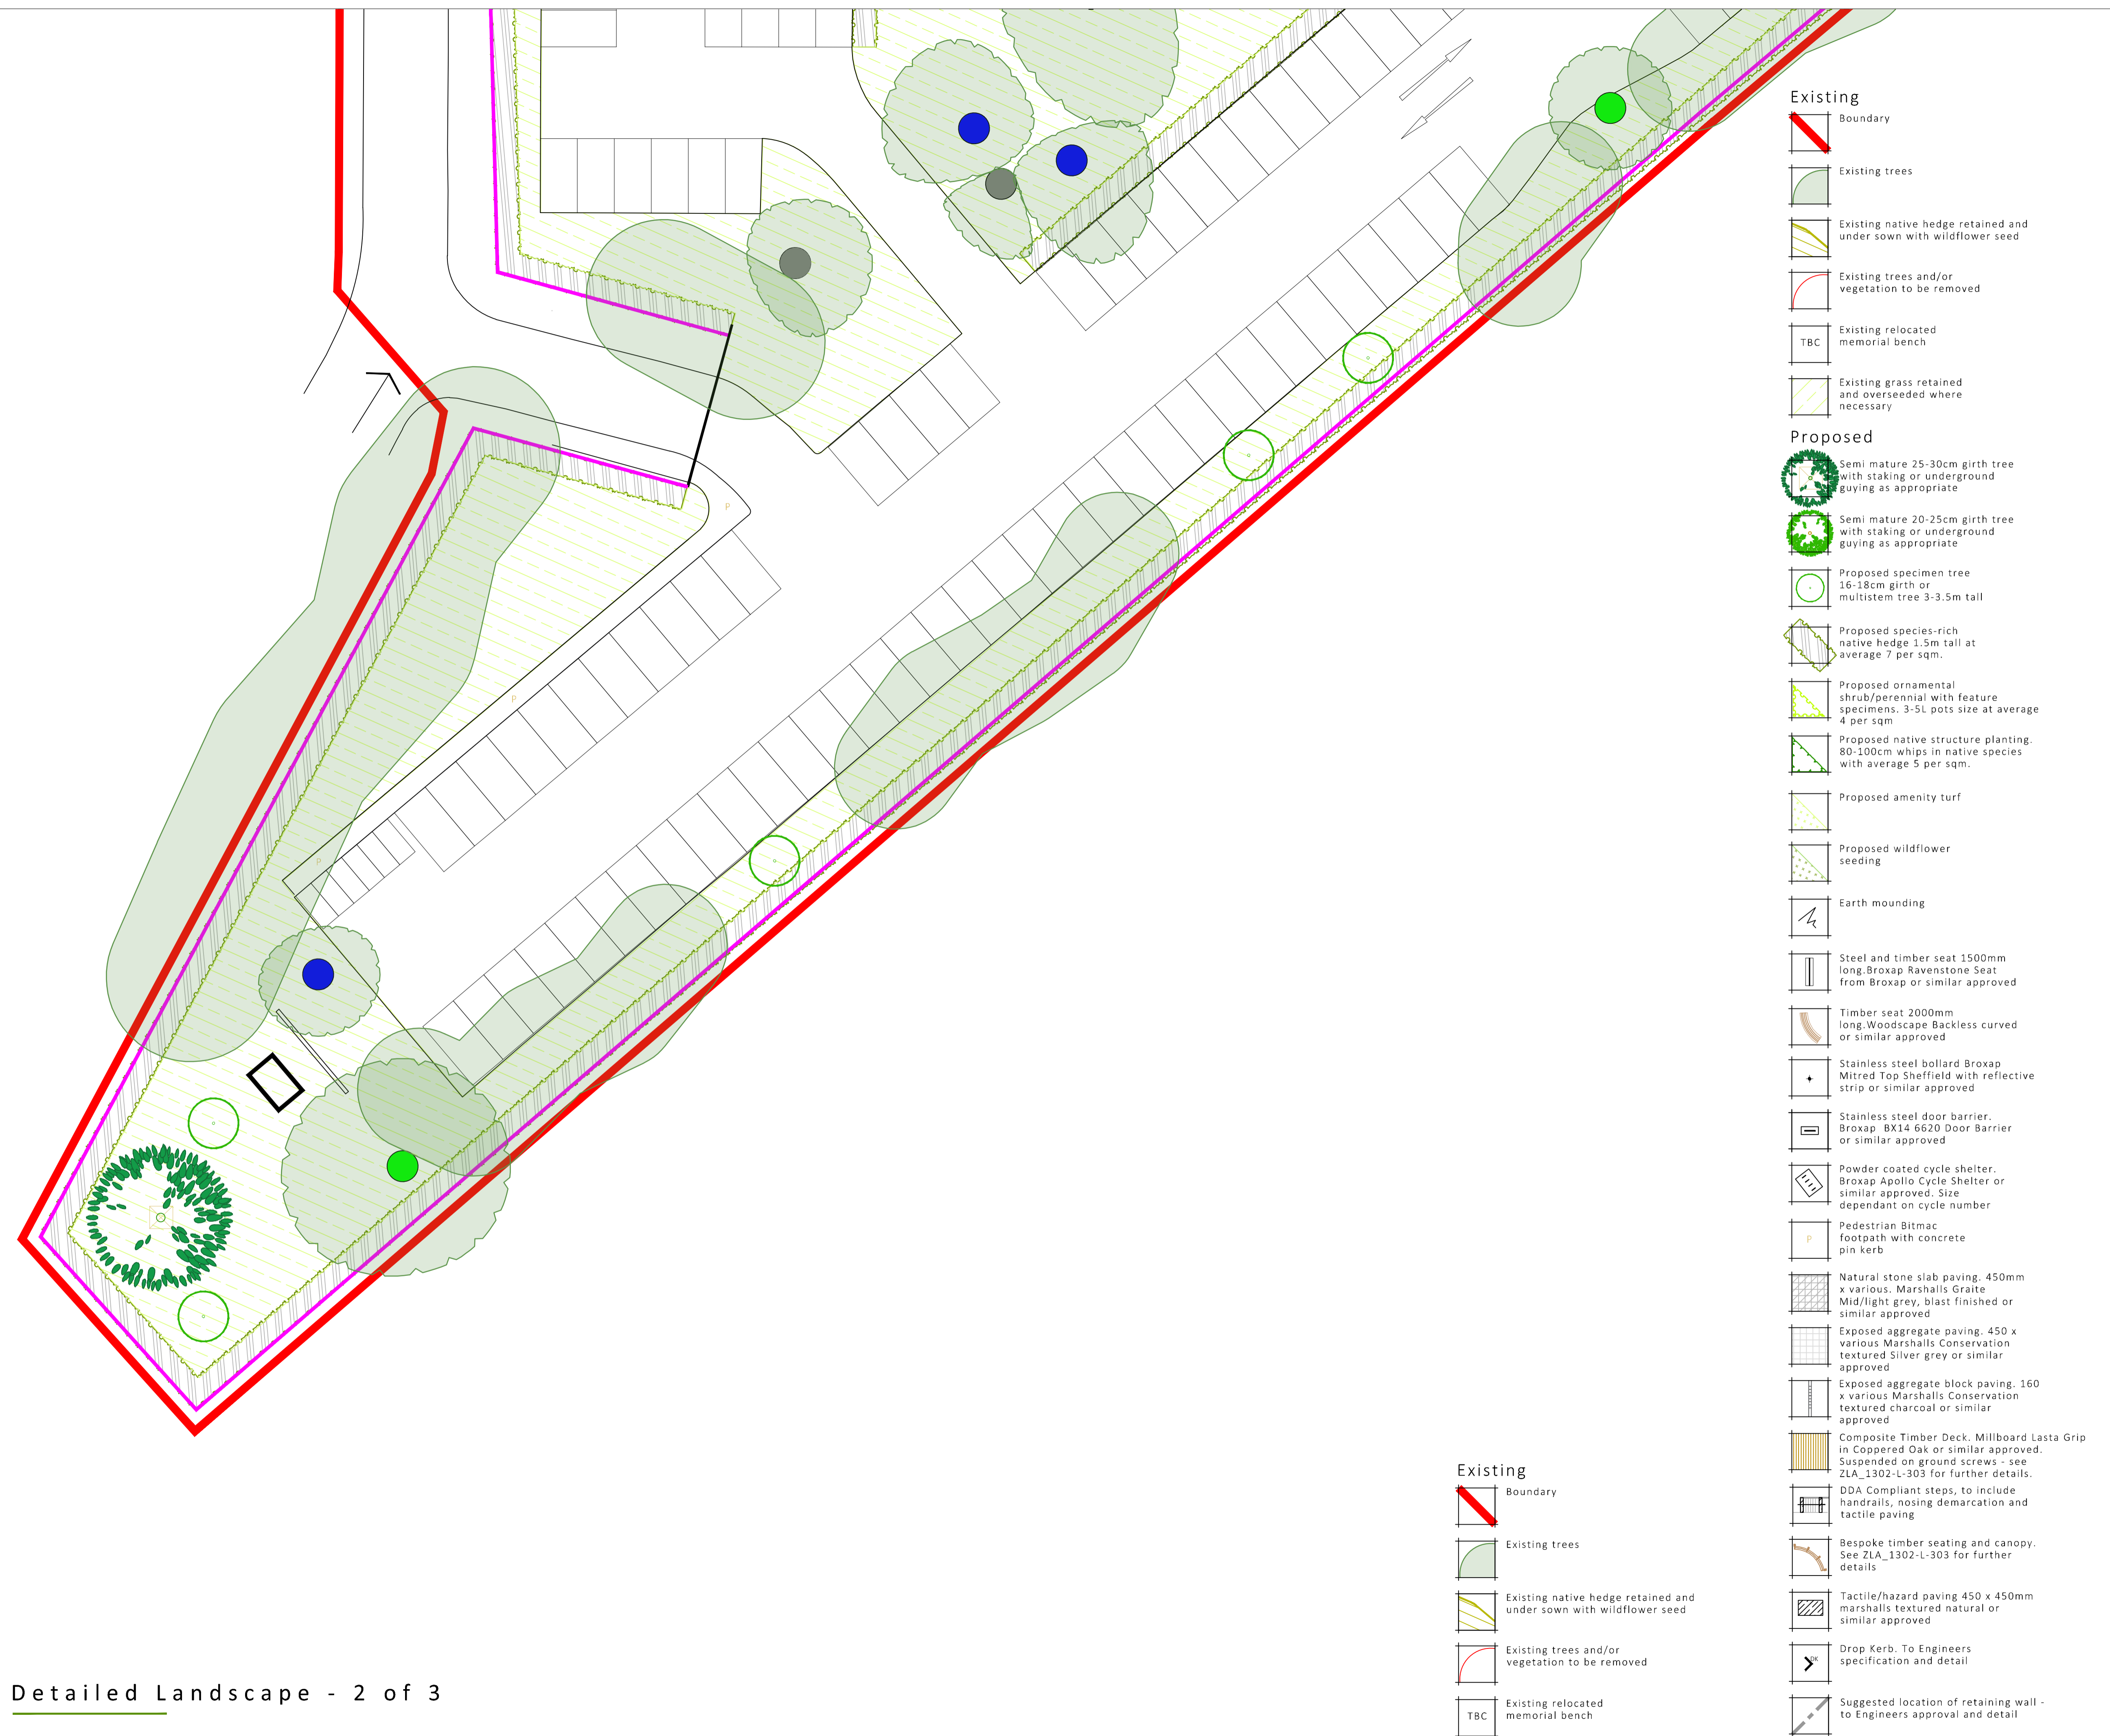 Existing
Boundary
Existing trees
Existing native hedge retained and
under sown with wildflower seed
Existing trees and/or
vegetation to be removed
TBC
Existing relocated
memorial bench
Existing grass retained
and overseeded where
necessary
Proposed
Semi mature 25-30cm girth tree
with staking or underground
guying as appropriate
Semi mature 20-25cm girth tree
with staking or underground
guying as appropriate
Proposed specimen tree
16-18cm girth or
multistem tree 3-3.5m tall
Proposed species-rich
native hedge 1.5m tall at
average 7 per sqm.
Proposed ornamental
shrub/perennial with feature
specimens. 3-5L pots size at average
4 per sqm
Proposed native structure planting.
80-100cm whips in native species
with average 5 per sqm.
Proposed amenity turf
Proposed wildflower
seeding
Earth mounding
Steel and timber seat 1500mm
long.Broxap Ravenstone Seat
from Broxap or similar approved
Timber seat 2000mm
long.Woodscape Backless curved
or similar approved
Stainless steel bollard Broxap
Mitred Top Sheffield with reflective
strip or similar approved
Stainless steel door barrier.
Broxap BX14 6620 Door Barrier
or similar approved
Powder coated cycle shelter.
Broxap Apollo Cycle Shelter or
similar approved. Size
dependant on cycle number
P
Pedestrian Bitmac
footpath with concrete
pin kerb
Natural stone slab paving. 450mm
x various. Marshalls Graite
Mid/light grey, blast finished or
similar approved
Exposed aggregate paving. 450 x
various Marshalls Conservation
textured Silver grey or similar
approved
Exposed aggregate block paving. 160
x various Marshalls Conservation
textured charcoal or similar
approved
Composite Timber Deck. Millboard Lasta Grip
in Coppered Oak or similar approved.
Suspended on ground screws - see
ZLA_1302-L-303 for further details.
DDA Compliant steps, to include
handrails, nosing demarcation and
tactile paving
Bespoke timber seating and canopy.
See ZLA_1302-L-303 for further
details
Tactile/hazard paving 450 x 450mm
marshalls textured natural or
similar approved
DK
Drop Kerb. To Engineers
specification and detail
Suggested location of retaining wall -
to Engineers approval and detail
P
P
P
Existing
Boundary
Existing trees
Existing native hedge retained and
under sown with wildflower seed
Existing trees and/or
vegetation to be removed
TBC
Existing relocated
memorial bench
Detailed Landscape - 2 of 3